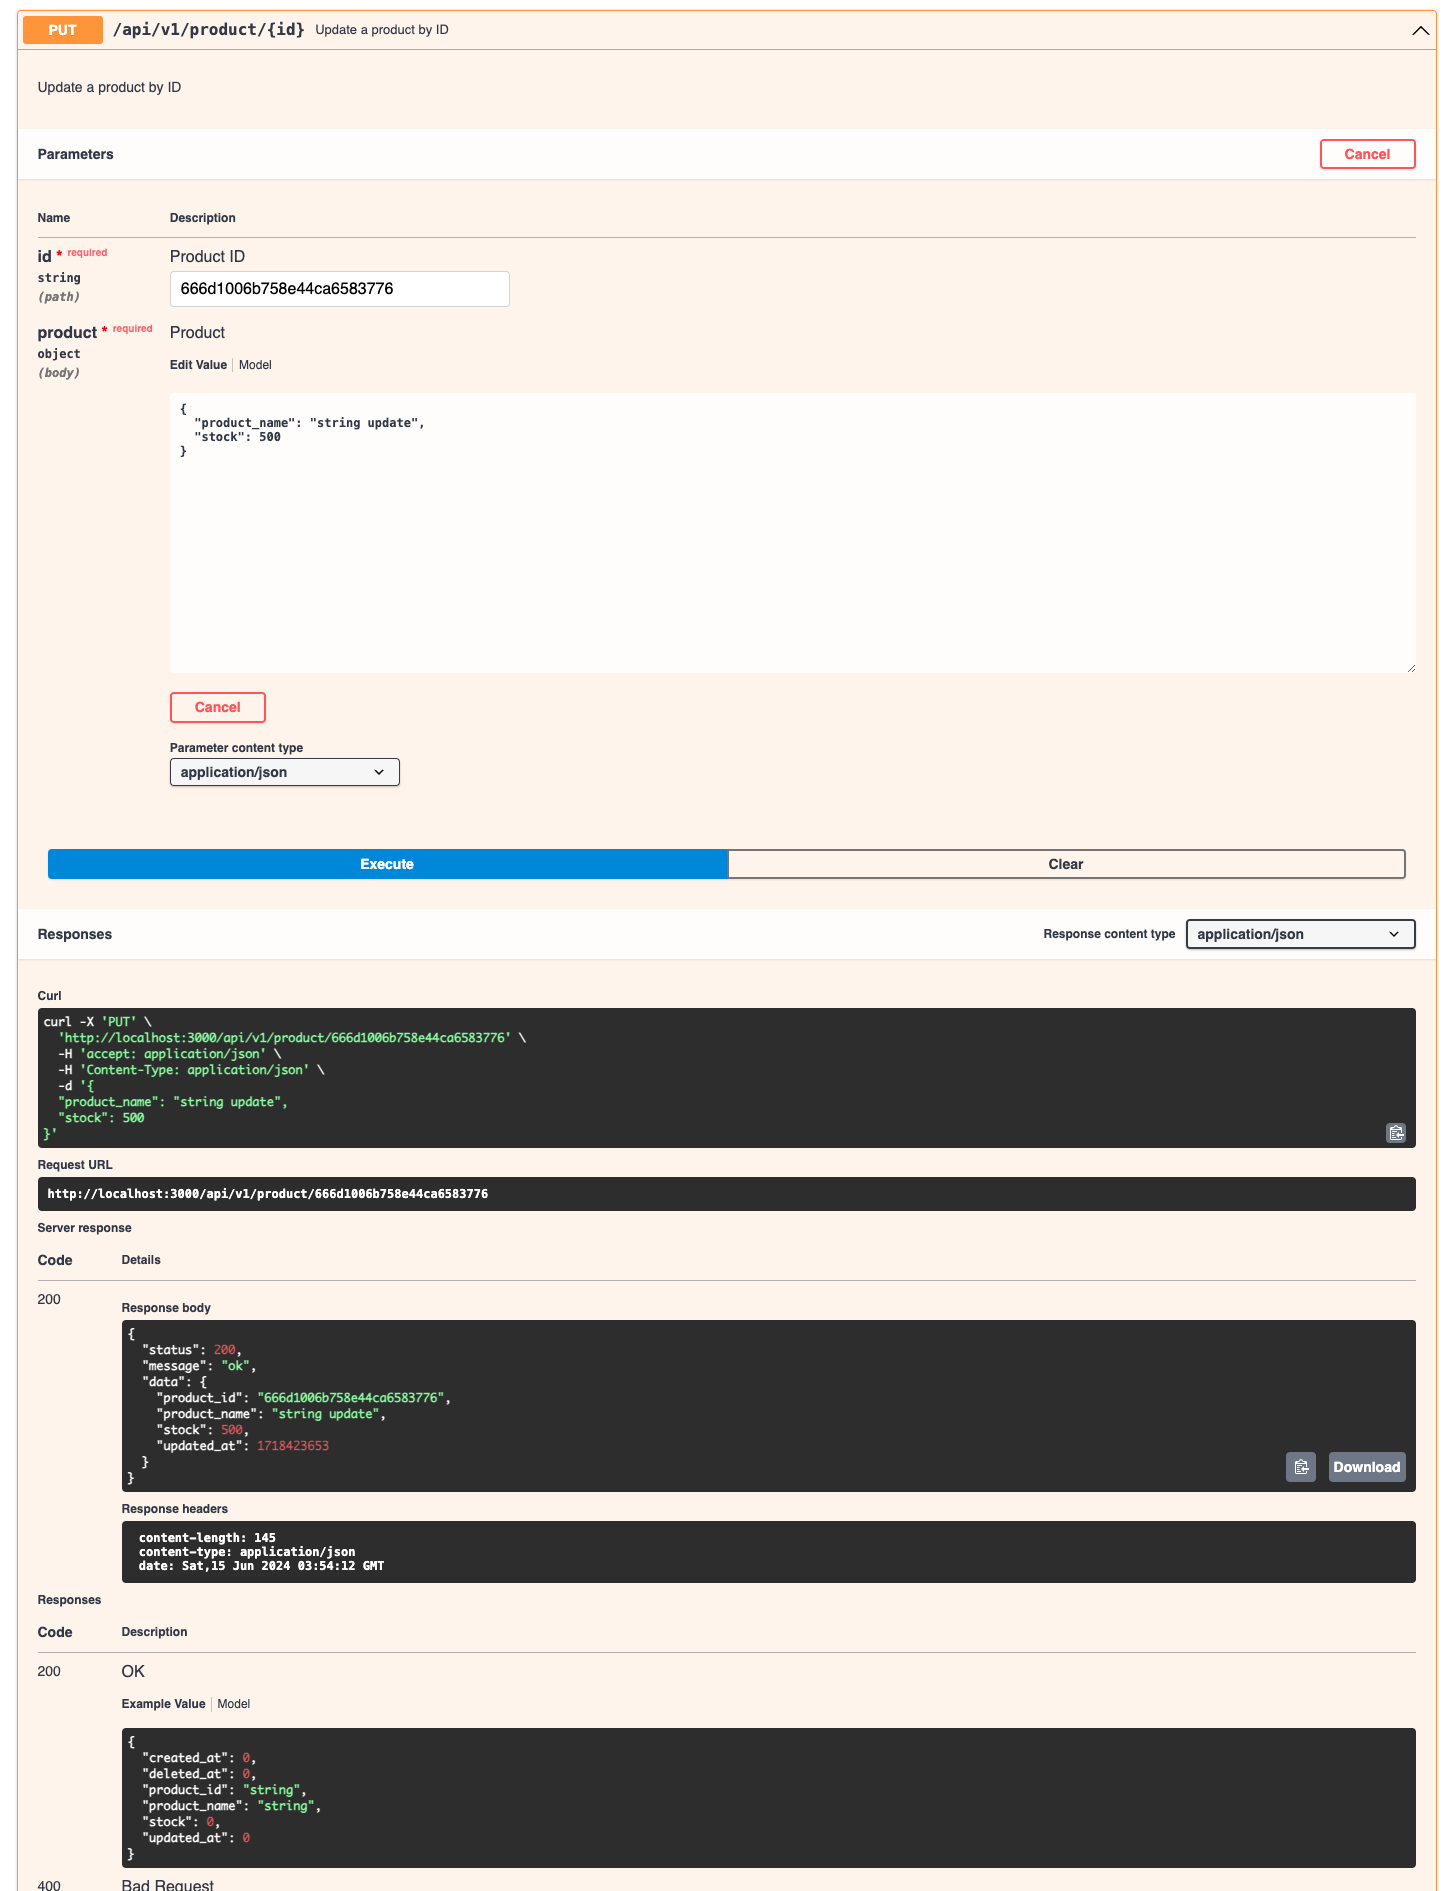 PUT /api/v1/product/{id} Update a product by ID
Update a product by ID
Parameters
Cancel
Name Description
id * required
string
(path)
Product ID
666d1006b758e44ca6583776
product * required
object
(body)
Product
Edit Value Model
{
  "product_name": "string update",
  "stock": 500
}
Cancel
Parameter content type
application/json
Execute Clear
Responses
Response content type application/json
Curl
curl -X 'PUT' \
  'http://localhost:3000/api/v1/product/666d1006b758e44ca6583776' \
  -H 'accept: application/json' \
  -H 'Content-Type: application/json' \
  -d '{
  "product_name": "string update",
  "stock": 500
}'
Request URL
http://localhost:3000/api/v1/product/666d1006b758e44ca6583776
Server response
Code Details
200
Response body
{
  "status": 200,
  "message": "ok",
  "data": {
    "product_id": "666d1006b758e44ca6583776",
    "product_name": "string update",
    "stock": 500,
    "updated_at": 1718423653
  }
}
Download
Response headers
content-length: 145
content-type: application/json
date: Sat,15 Jun 2024 03:54:12 GMT
Responses
Code Description
200 OK
Example Value Model
{
  "created_at": 0,
  "deleted_at": 0,
  "product_id": "string",
  "product_name": "string",
  "stock": 0,
  "updated_at": 0
}
400 Bad Request